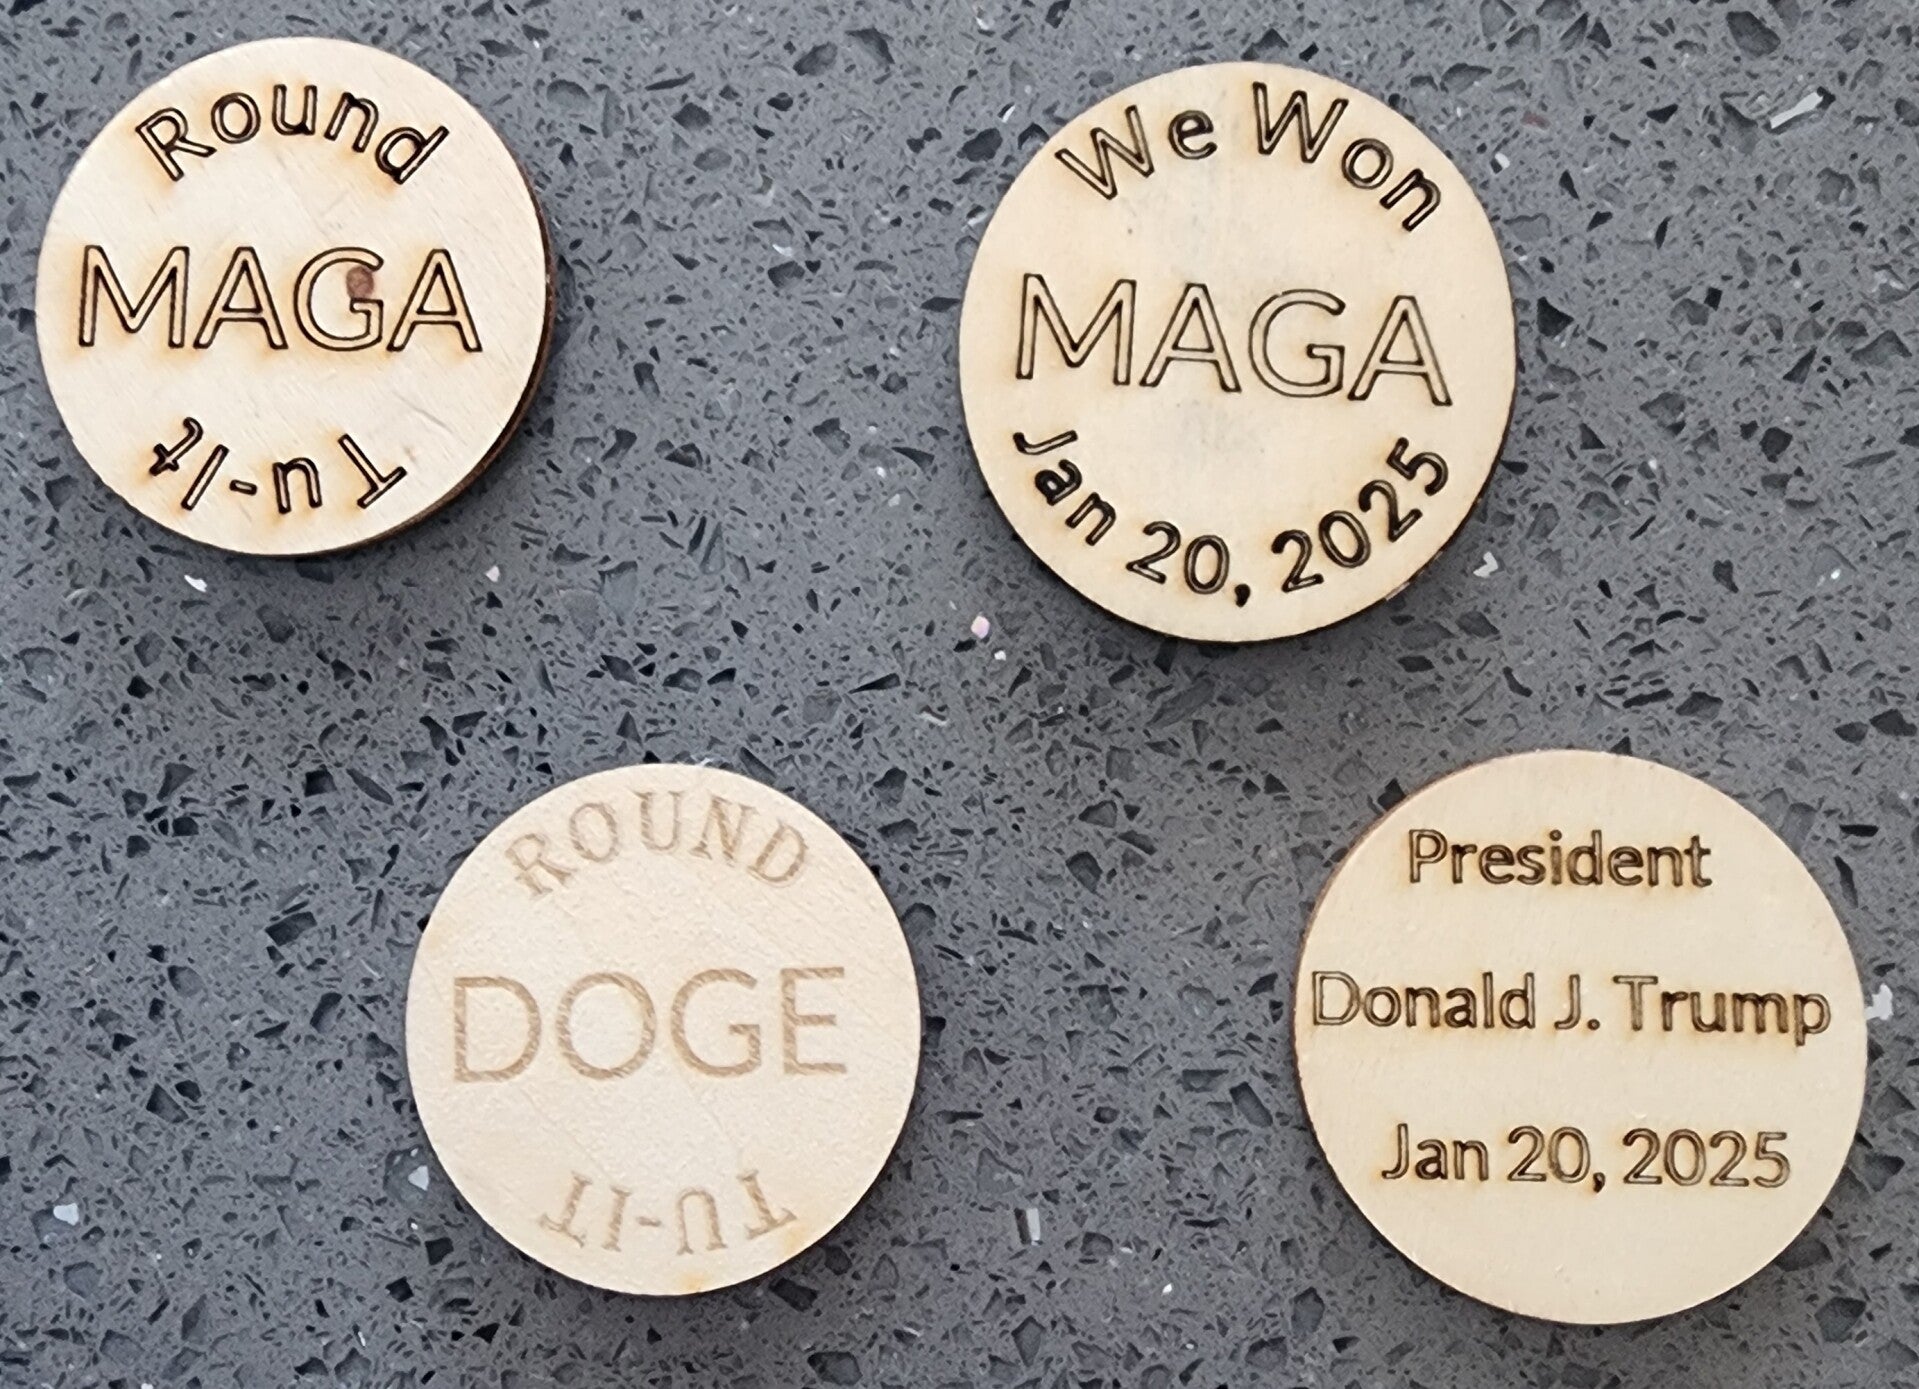 Round
MAGA
Tu-It
We Won
MAGA
Jan 20, 2025
ROUND
DOGE
TU-IT
President
Donald J. Trump
Jan 20, 2025